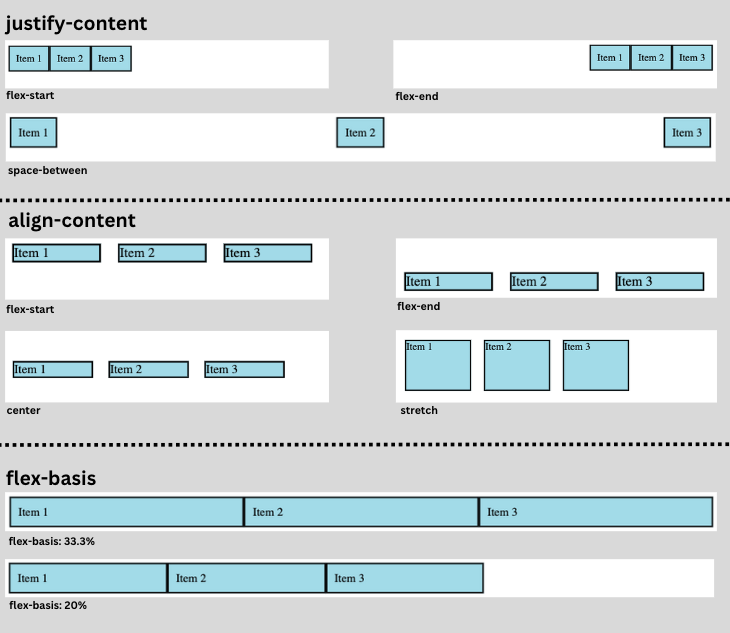 justify-content
Item 1 Item 2 Item 3
flex-start
Item 1 Item 2 Item 3
flex-end
Item 1 Item 2 Item 3
space-between
align-content
Item 1 Item 2 Item 3
flex-start
Item 1 Item 2 Item 3
flex-end
Item 1 Item 2 Item 3
center
Item 1 Item 2 Item 3
stretch
flex-basis
Item 1 Item 2 Item 3
flex-basis: 33.3%
Item 1 Item 2 Item 3
flex-basis: 20%